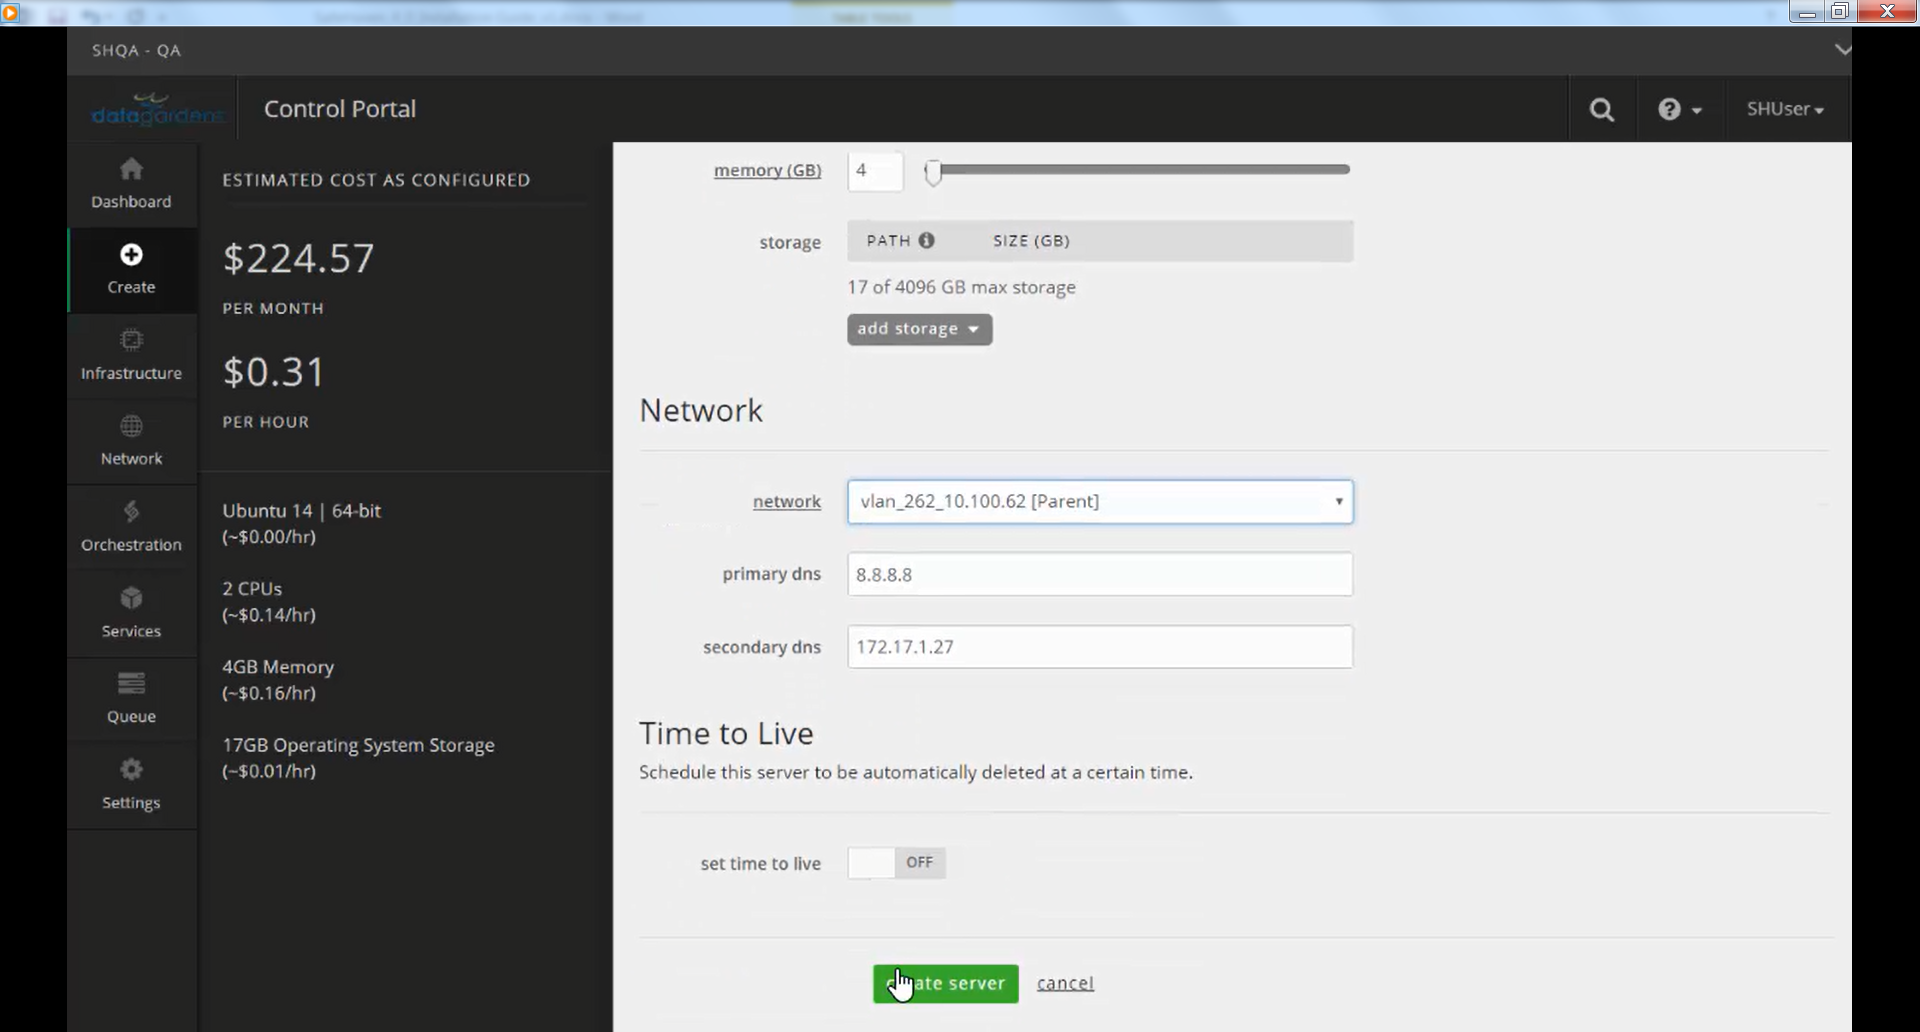 SHQA - QA
datagardens
Control Portal
SHUser
Dashboard
Create
Infrastructure
Network
Orchestration
Services
Queue
Settings
ESTIMATED COST AS CONFIGURED
$224.57
PER MONTH
$0.31
PER HOUR
Ubuntu 14 | 64-bit
(~$0.00/hr)
2 CPUs
(~$0.14/hr)
4GB Memory
(~$0.16/hr)
17GB Operating System Storage
(~$0.01/hr)
memory (GB) 4
storage PATH SIZE (GB)
17 of 4096 GB max storage
add storage
Network
network vlan_262_10.100.62 [Parent]
primary dns 8.8.8.8
secondary dns 172.17.1.27
Time to Live
Schedule this server to be automatically deleted at a certain time.
set time to live OFF
server cancel